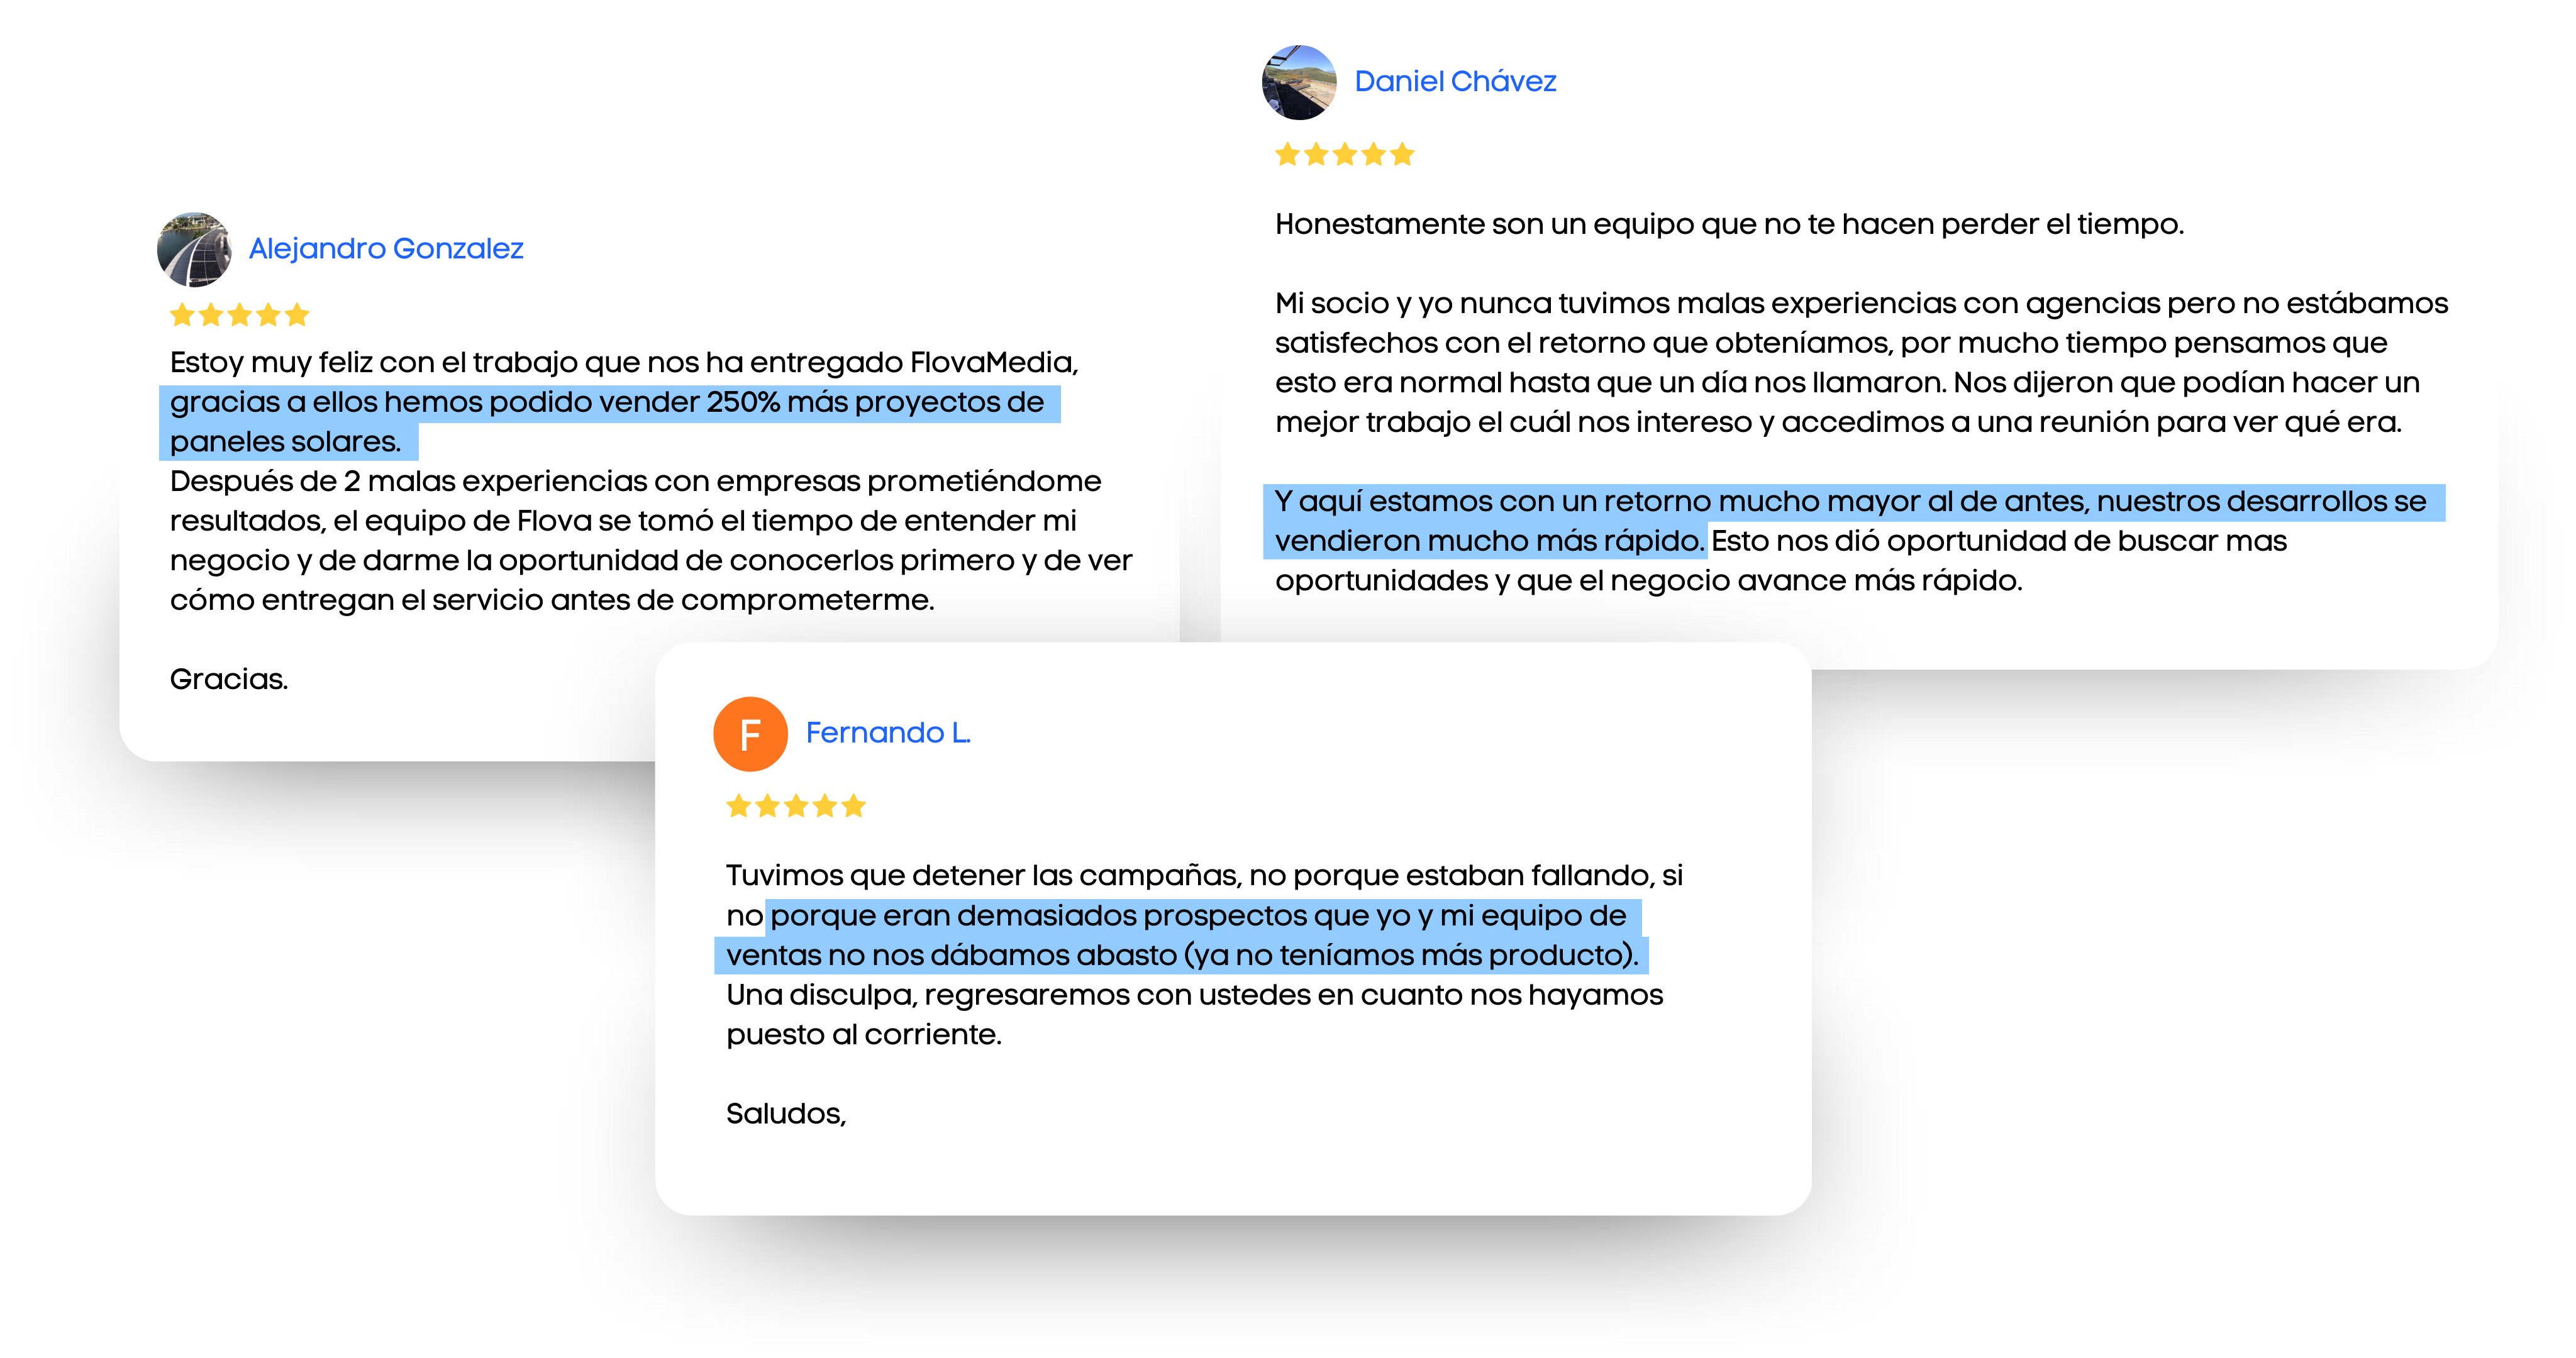 Alejandro Gonzalez
Estoy muy feliz con el trabajo que nos ha entregado FlovaMedia,
gracias a ellos hemos podido vender 250% más proyectos de
paneles solares.
Después de 2 malas experiencias con empresas prometiéndome
resultados, el equipo de Flova se tomó el tiempo de entender mi
negocio y de darme la oportunidad de conocerlos primero y de ver
cómo entregan el servicio antes de comprometerme.
Gracias.
Daniel Chávez
Honestamente son un equipo que no te hacen perder el tiempo.
Mi socio y yo nunca tuvimos malas experiencias con agencias pero no estábamos
satisfechos con el retorno que obteníamos, por mucho tiempo pensamos que
esto era normal hasta que un día nos llamaron. Nos dijeron que podían hacer un
mejor trabajo el cuál nos intereso y accedimos a una reunión para ver qué era.
Y aquí estamos con un retorno mucho mayor al de antes, nuestros desarrollos se
vendieron mucho más rápido. Esto nos dió oportunidad de buscar mas
oportunidades y que el negocio avance más rápido.
F
Fernando L.
Tuvimos que detener las campañas, no porque estaban fallando, si
no porque eran demasiados prospectos que yo y mi equipo de
ventas no nos dábamos abasto (ya no teníamos más producto).
Una disculpa, regresaremos con ustedes en cuanto nos hayamos
puesto al corriente.
Saludos,